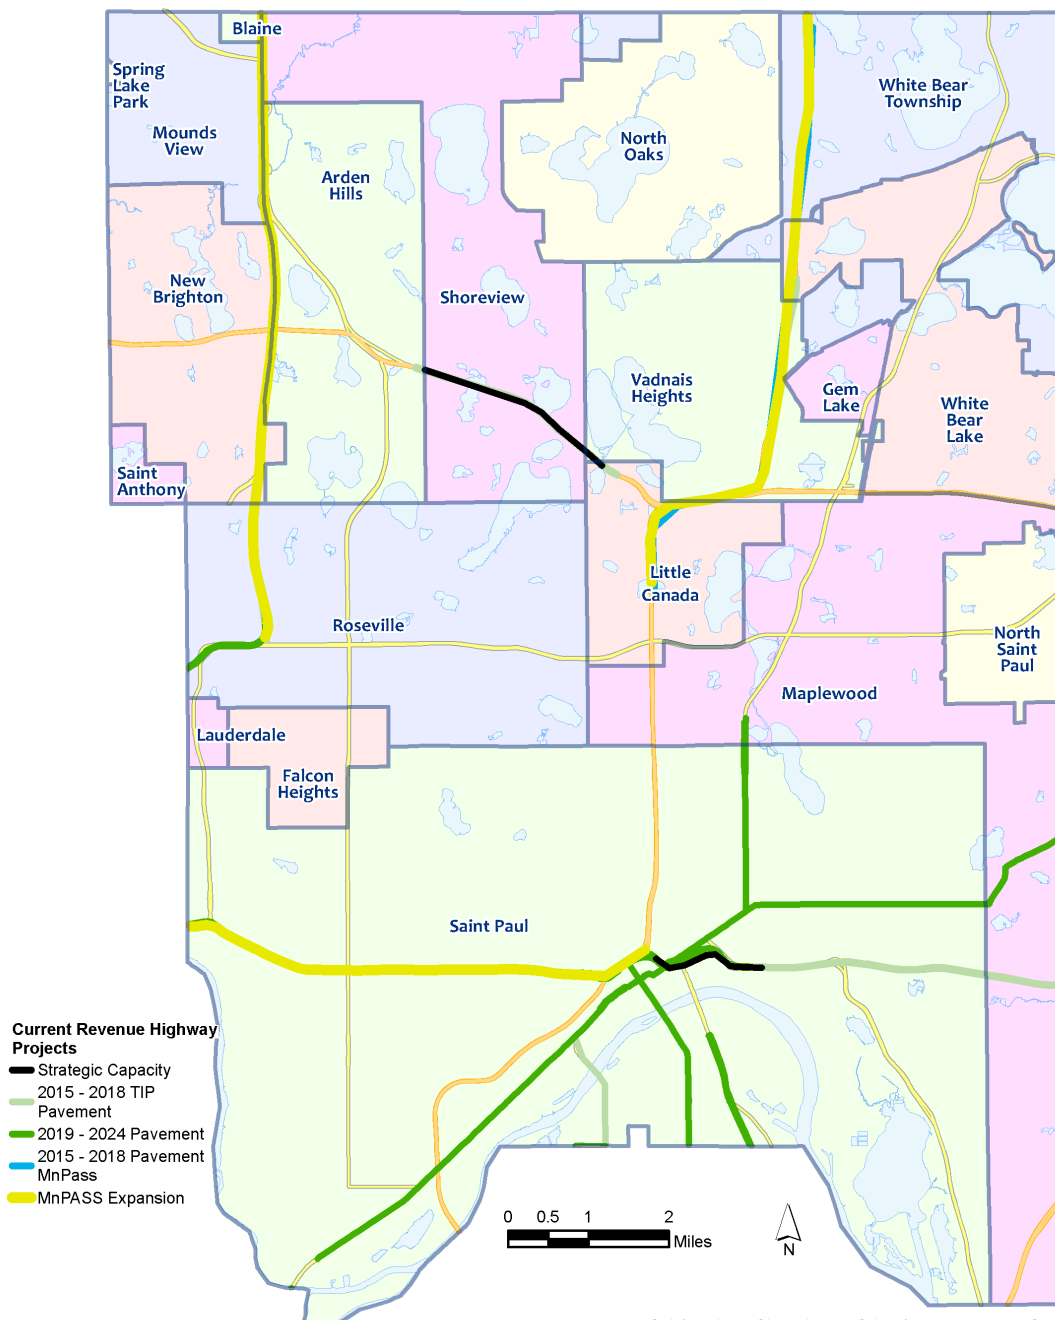 Blaine
Spring
Lake
Park
Mounds
View
White Bear
Township
North
Oaks
Arden
Hills
New
Brighton
Shoreview
Vadnais
Heights
Gem
Lake
White
Bear
Lake
Saint
Anthony
Little
Canada
Roseville
North
Saint
Paul
Maplewood
Lauderdale
Falcon
Heights
Saint Paul
Current Revenue Highway
Projects
Strategic Capacity
2015 - 2018 TIP
Pavement
2019 - 2024 Pavement
2015 - 2018 Pavement
MnPass
MnPASS Expansion
0 0.5 1 2
Miles
N